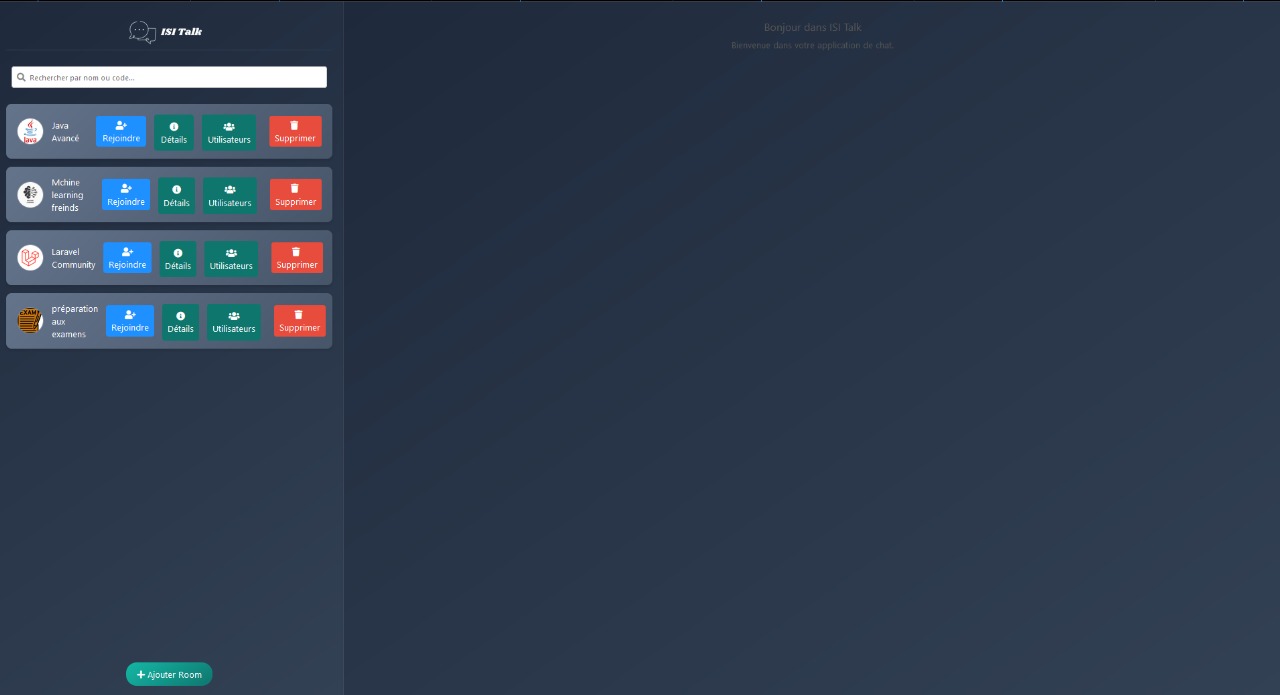 ISI Talk
Rechercher par nom ou code...
Java
Avancé
Rejoindre
Détails
Utilisateurs
Supprimer
Mchine
learning
freinds
Rejoindre
Détails
Utilisateurs
Supprimer
Laravel
Community
Rejoindre
Détails
Utilisateurs
Supprimer
préparation
aux
examens
Rejoindre
Détails
Utilisateurs
Supprimer
Ajouter Room
Bonjour dans ISI Talk
Bienvenue dans votre application de chat.
Java
EXAM